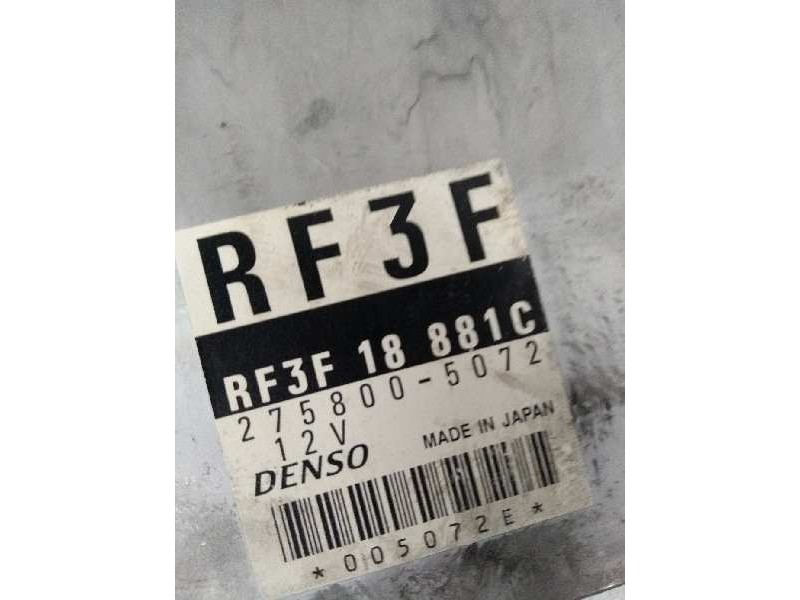 RF3F
RF3F 18 881C
275800-5072
12V
DENSO MADE IN JAPAN
*005072E*